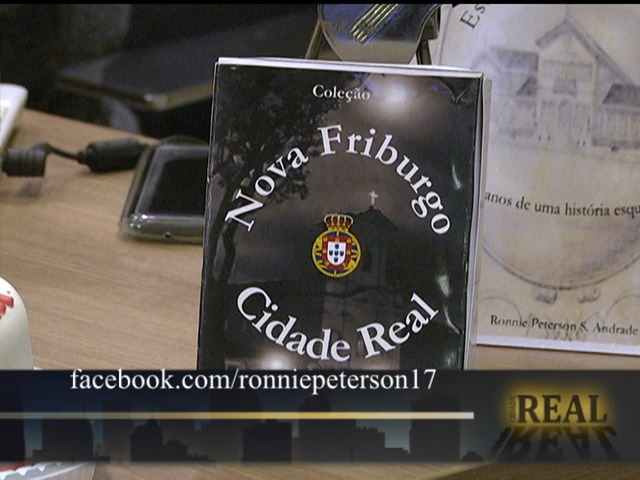 Coleção
Nova Friburgo
Cidade Real
anos de uma história esqu
Ronnie Peterson S. Andrade
facebook.com/ronniepeterson17
REAL